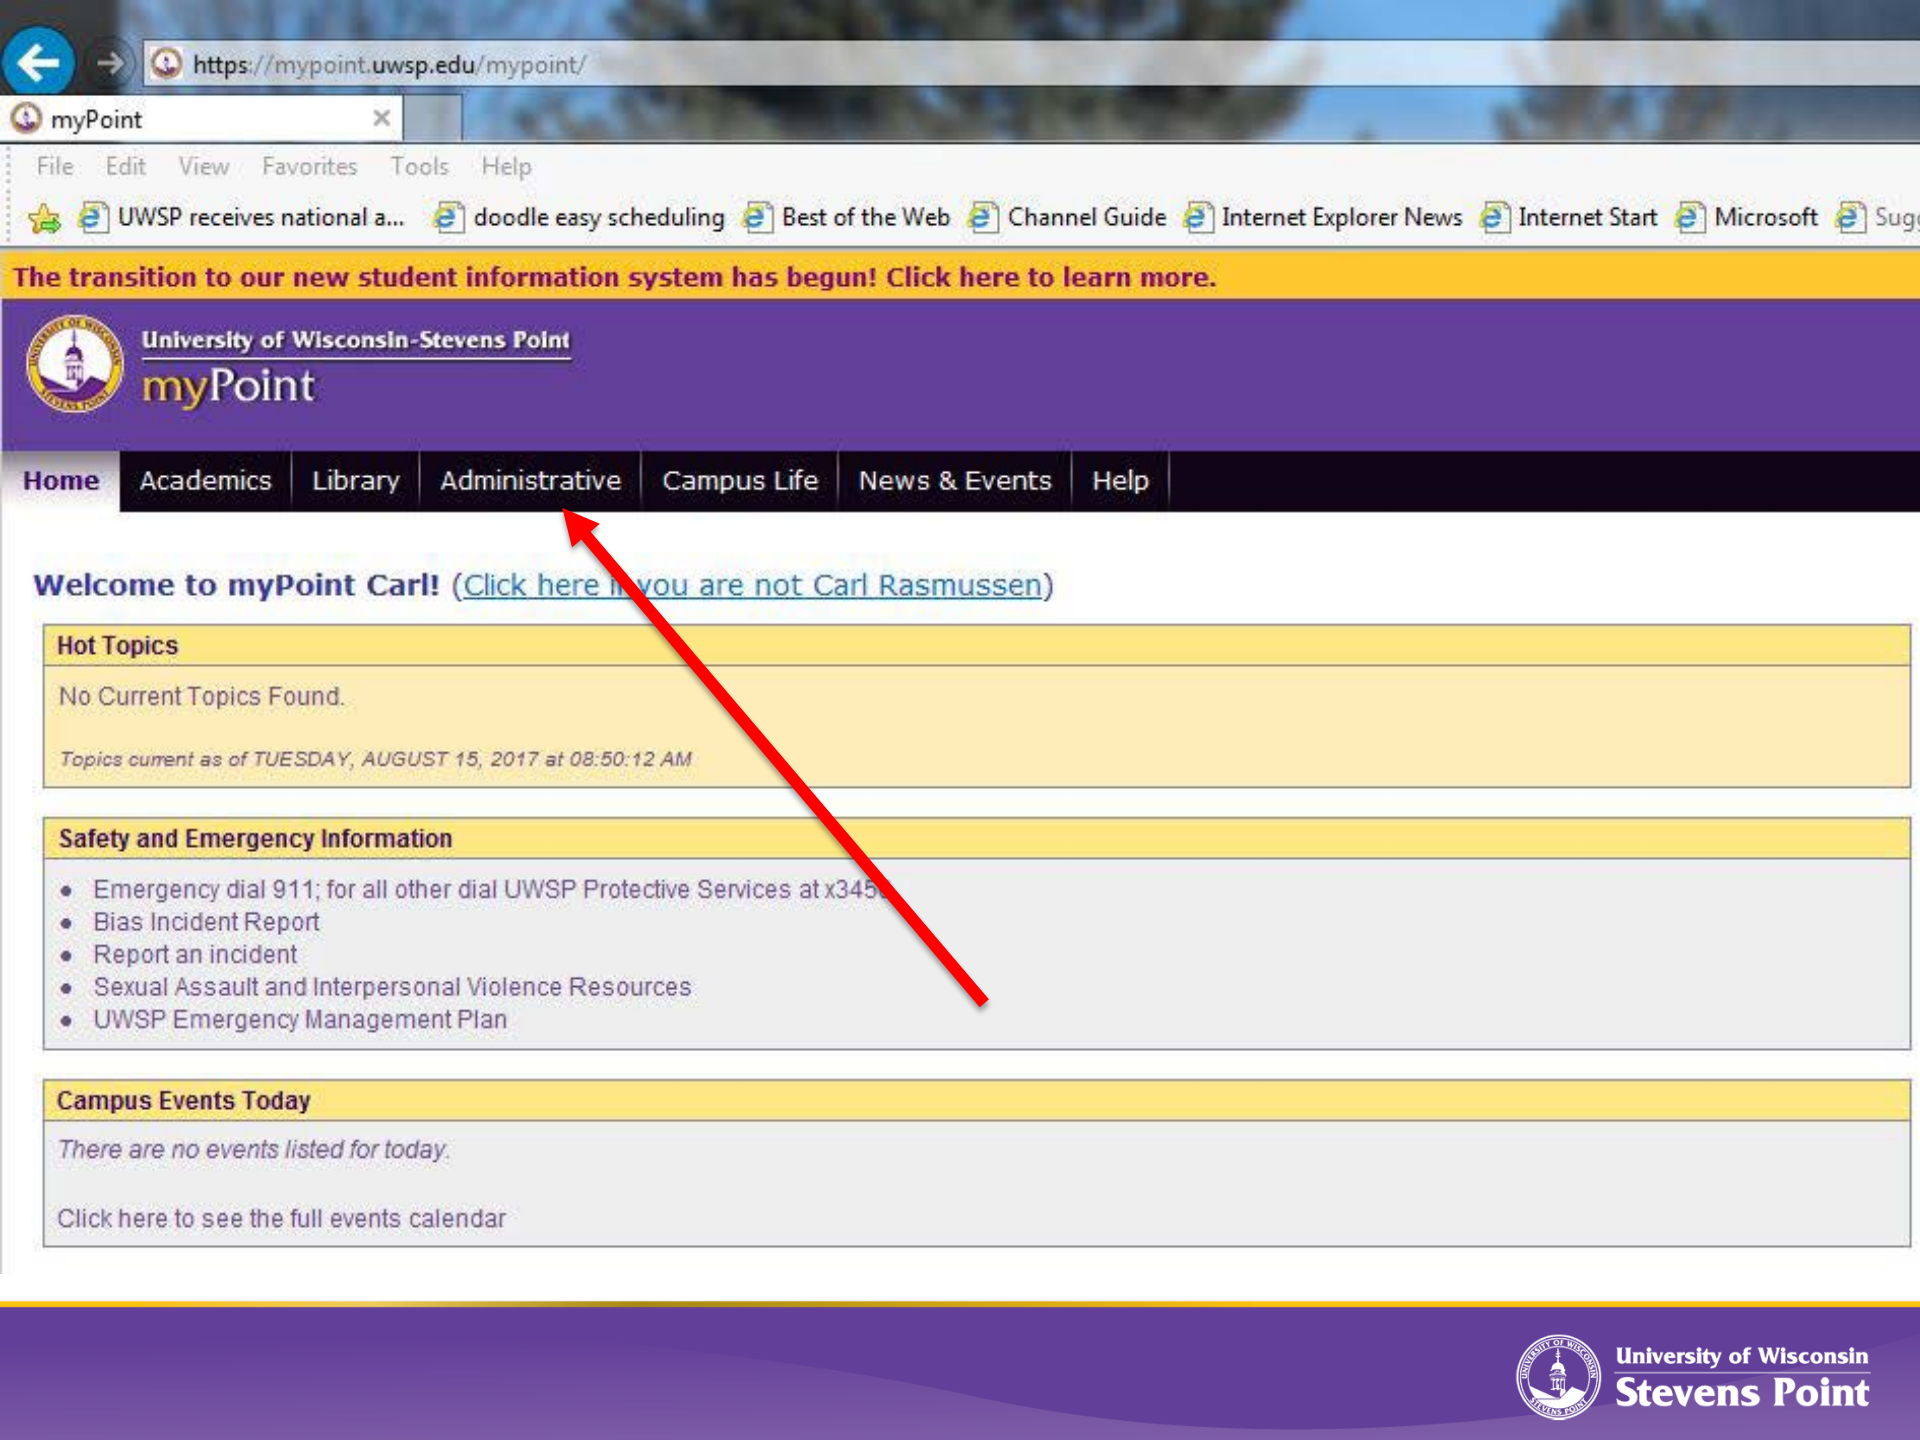 https://mypoint.uwsp.edu/mypoint/
myPoint
File Edit View Favorites Tools Help
UWSP receives national a... doodle easy scheduling Best of the Web Channel Guide Internet Explorer News Internet Start Microsoft
The transition to our new student information system has begun! Click here to learn more.
University of Wisconsin-Stevens Point
myPoint
Home Academics Library Administrative Campus Life News & Events Help
Welcome to myPoint Carl! (Click here if you are not Carl Rasmussen)
Hot Topics
No Current Topics Found.
Topics current as of TUESDAY, AUGUST 15, 2017 at 08:50:12 AM
Safety and Emergency Information
Emergency dial 911; for all other dial UWSP Protective Services at
Bias Incident Report
Report an incident
Sexual Assault and Interpersonal Violence Resources
UWSP Emergency Management Plan
Campus Events Today
There are no events listed for today.
Click here to see the full events calendar
University of Wisconsin
Stevens Point